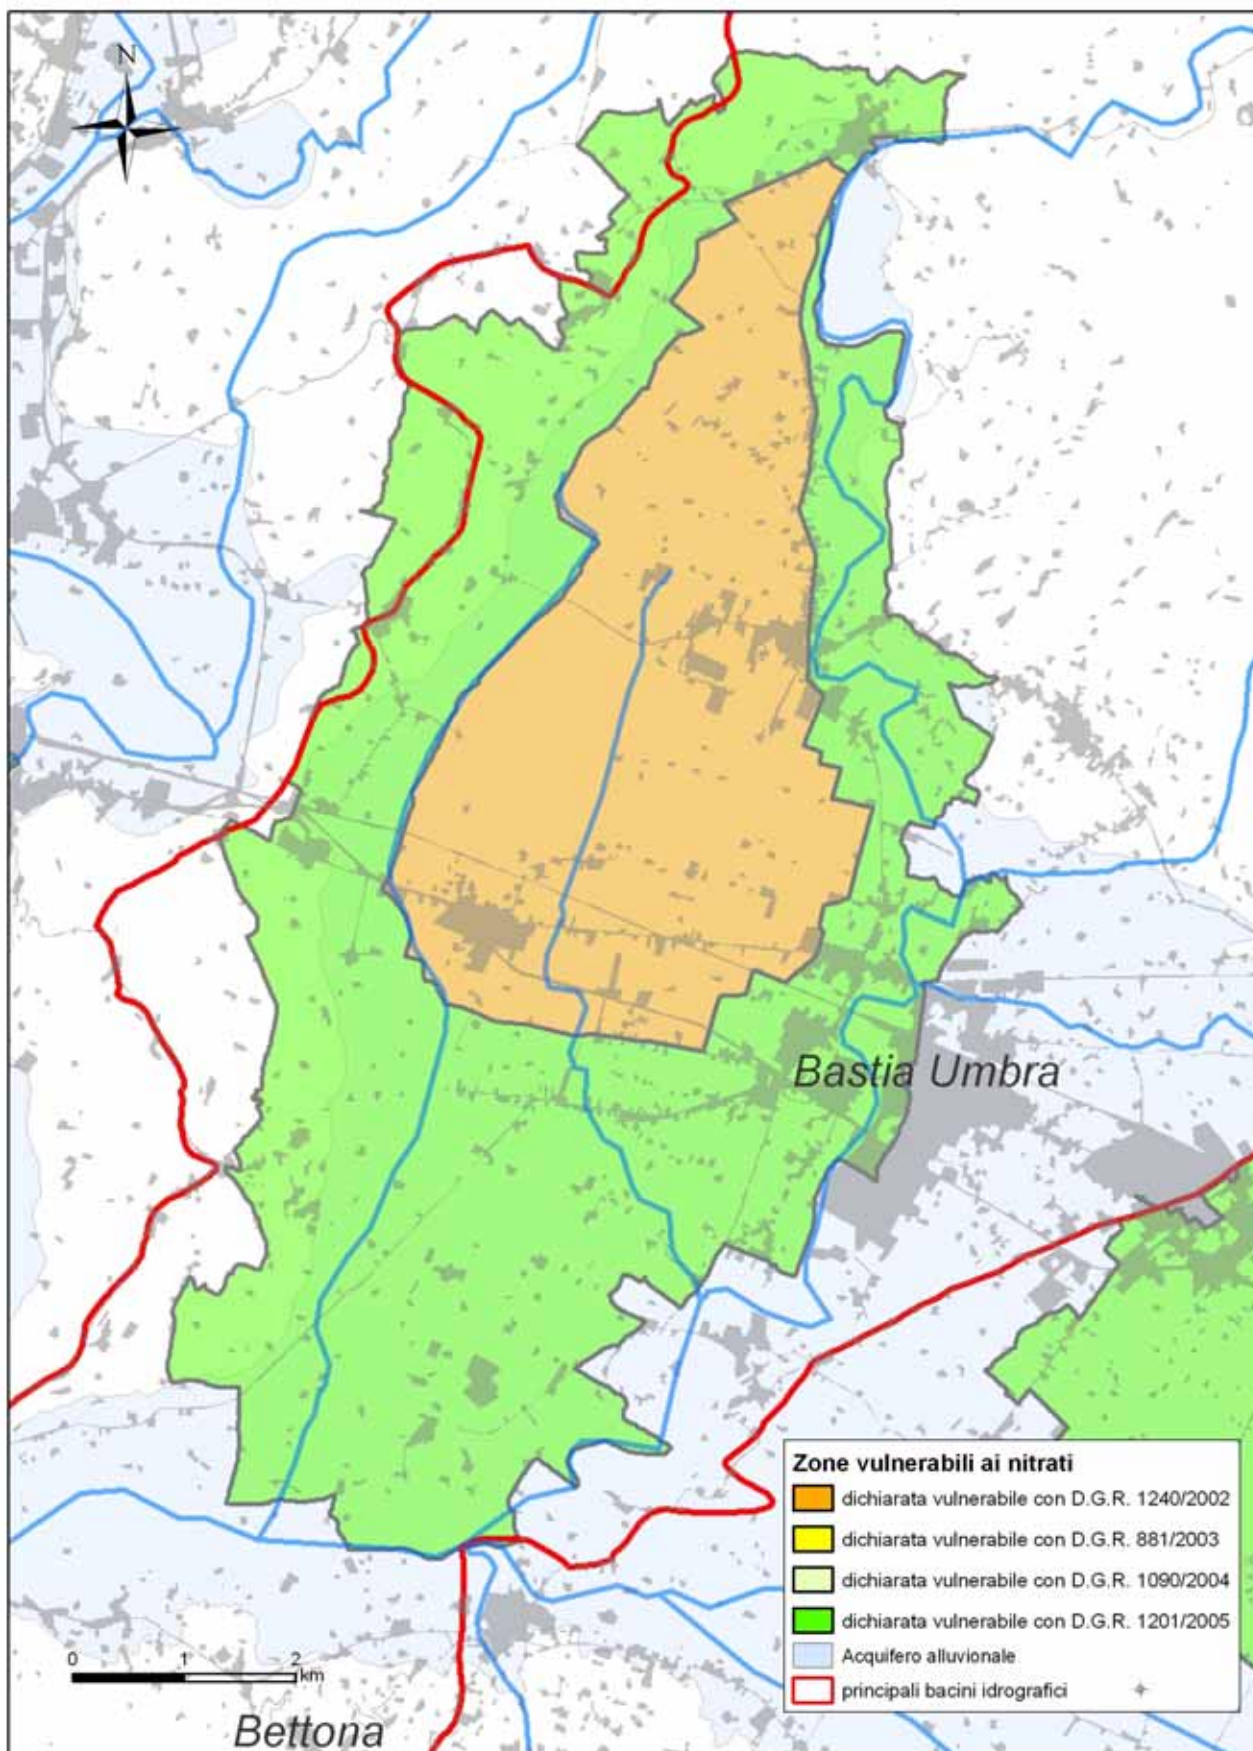 N
Bastia Umbra
Zone vulnerabili ai nitrati
dichiarata vulnerabile con D.G.R. 1240/2002
dichiarata vulnerabile con D.G.R. 881/2003
dichiarata vulnerabile con D.G.R. 1090/2004
dichiarata vulnerabile con D.G.R. 1201/2005
Acquifero alluvionale
principali bacini idrografici
0 1 2
km
Bettona